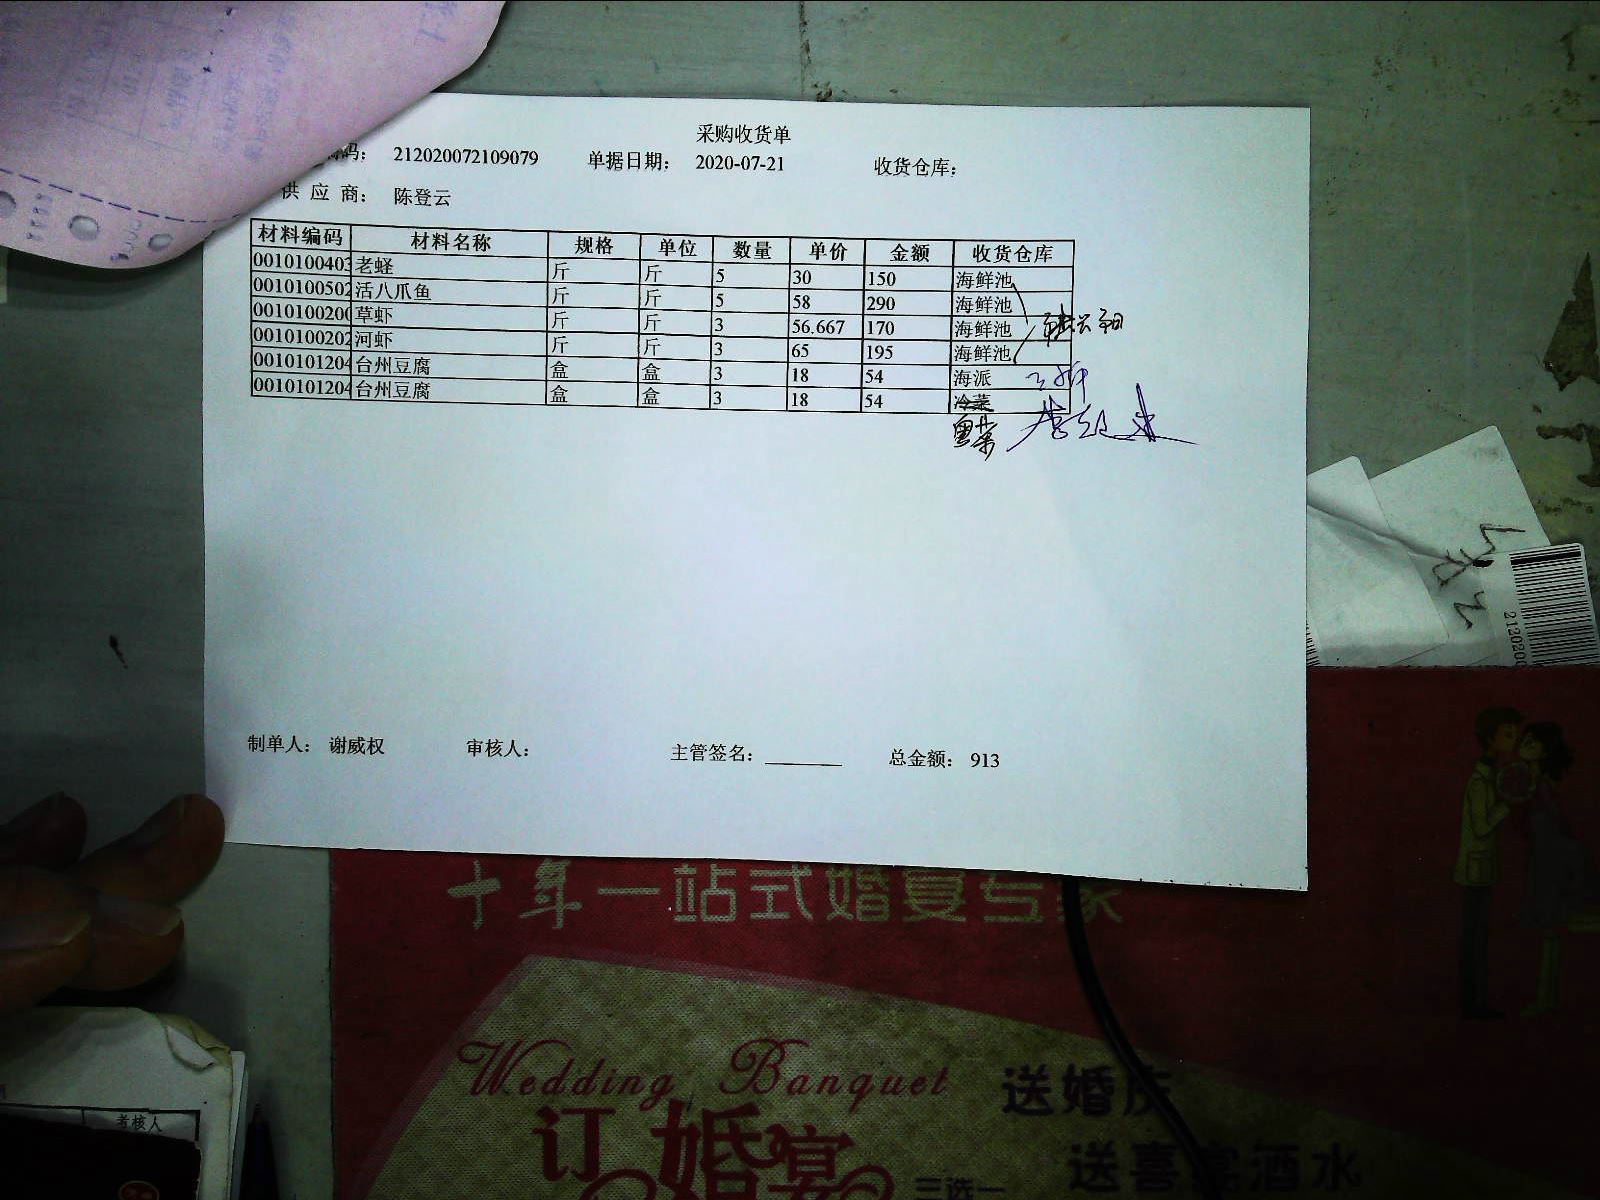 采购收货单
码： 212020072109079 单据日期： 2020-07-21 收货仓库：
供 应 商： 陈登云
材料编码 材料名称 规格 单位 数量 单价 金额 收货仓库
0010100403 老蛏 斤 斤 5 30 150 海鲜池
0010100502 活八爪鱼 斤 斤 5 58 290 海鲜池
0010100200 草虾 斤 斤 3 56.667 170 海鲜池
0010100202 河虾 斤 斤 3 65 195 海鲜池
0010101204 台州豆腐 盒 盒 3 18 54 海派
0010101204 台州豆腐 盒 盒 3 18 54 冷菜
制单人： 谢威权 审核人： 主管签名： 总金额： 913
十年一站式婚宴专家
Wedding Banquet
订婚宴
三选一
送婚庆
送喜宴酒水
考核人